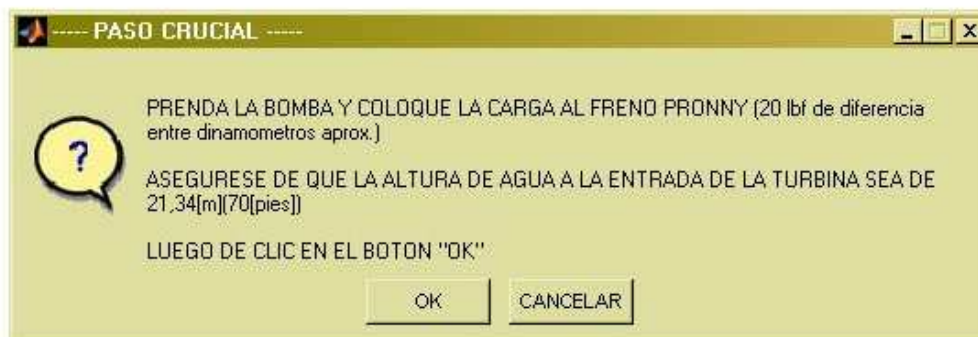 ----- PASO CRUCIAL -----
PRENDA LA BOMBA Y COLOQUE LA CARGA AL FRENO PRONNY (20 lbf de diferencia
entre dinamometros aprox.)
ASEGURESE DE QUE LA ALTURA DE AGUA A LA ENTRADA DE LA TURBINA SEA DE
21,34[m](70[pies])
LUEGO DE CLIC EN EL BOTON "OK"
OK CANCELAR